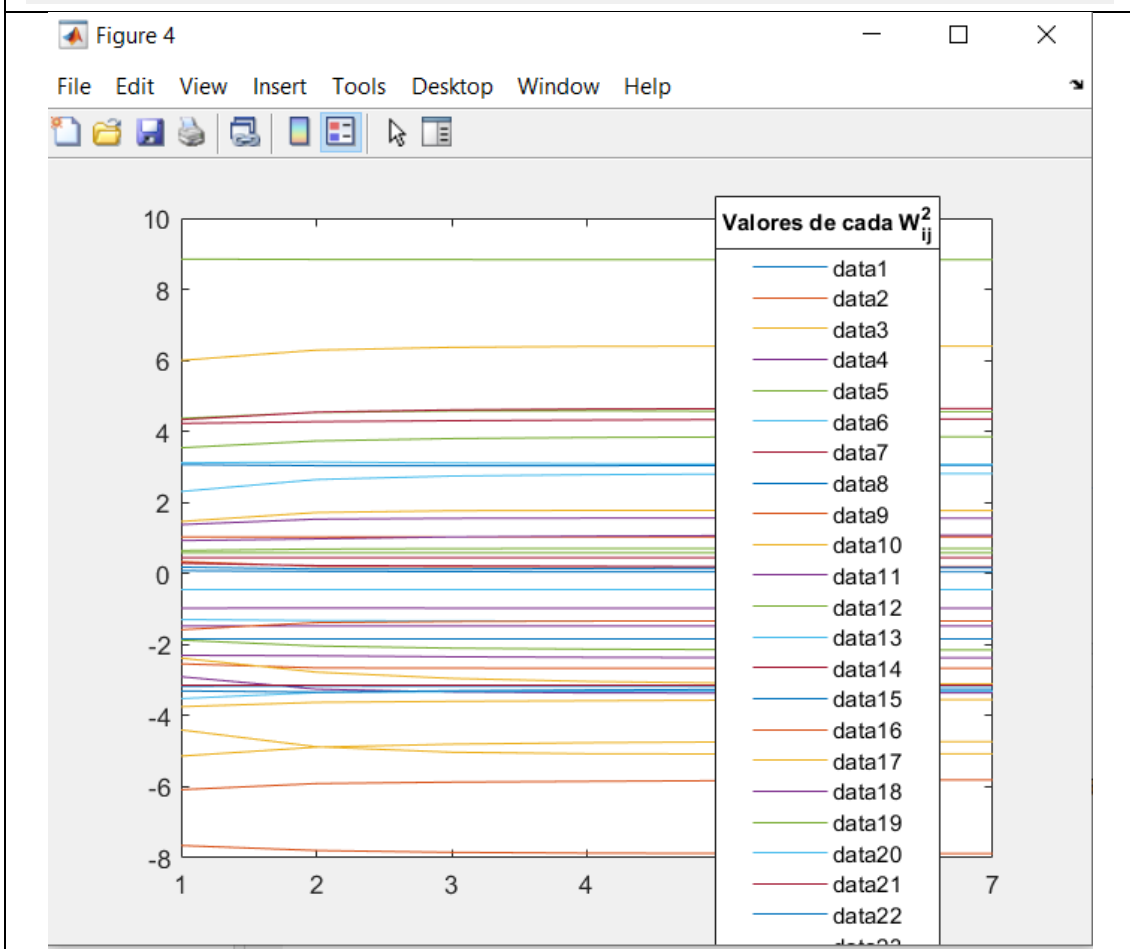 Figure 4
File Edit View Insert Tools Desktop Window Help
Valores de cada W²ij
data1
data2
data3
data4
data5
data6
data7
data8
data9
data10
data11
data12
data13
data14
data15
data16
data17
data18
data19
data20
data21
data22
10
8
6
4
2
0
-2
-4
-6
-8
1 2 3 4 7